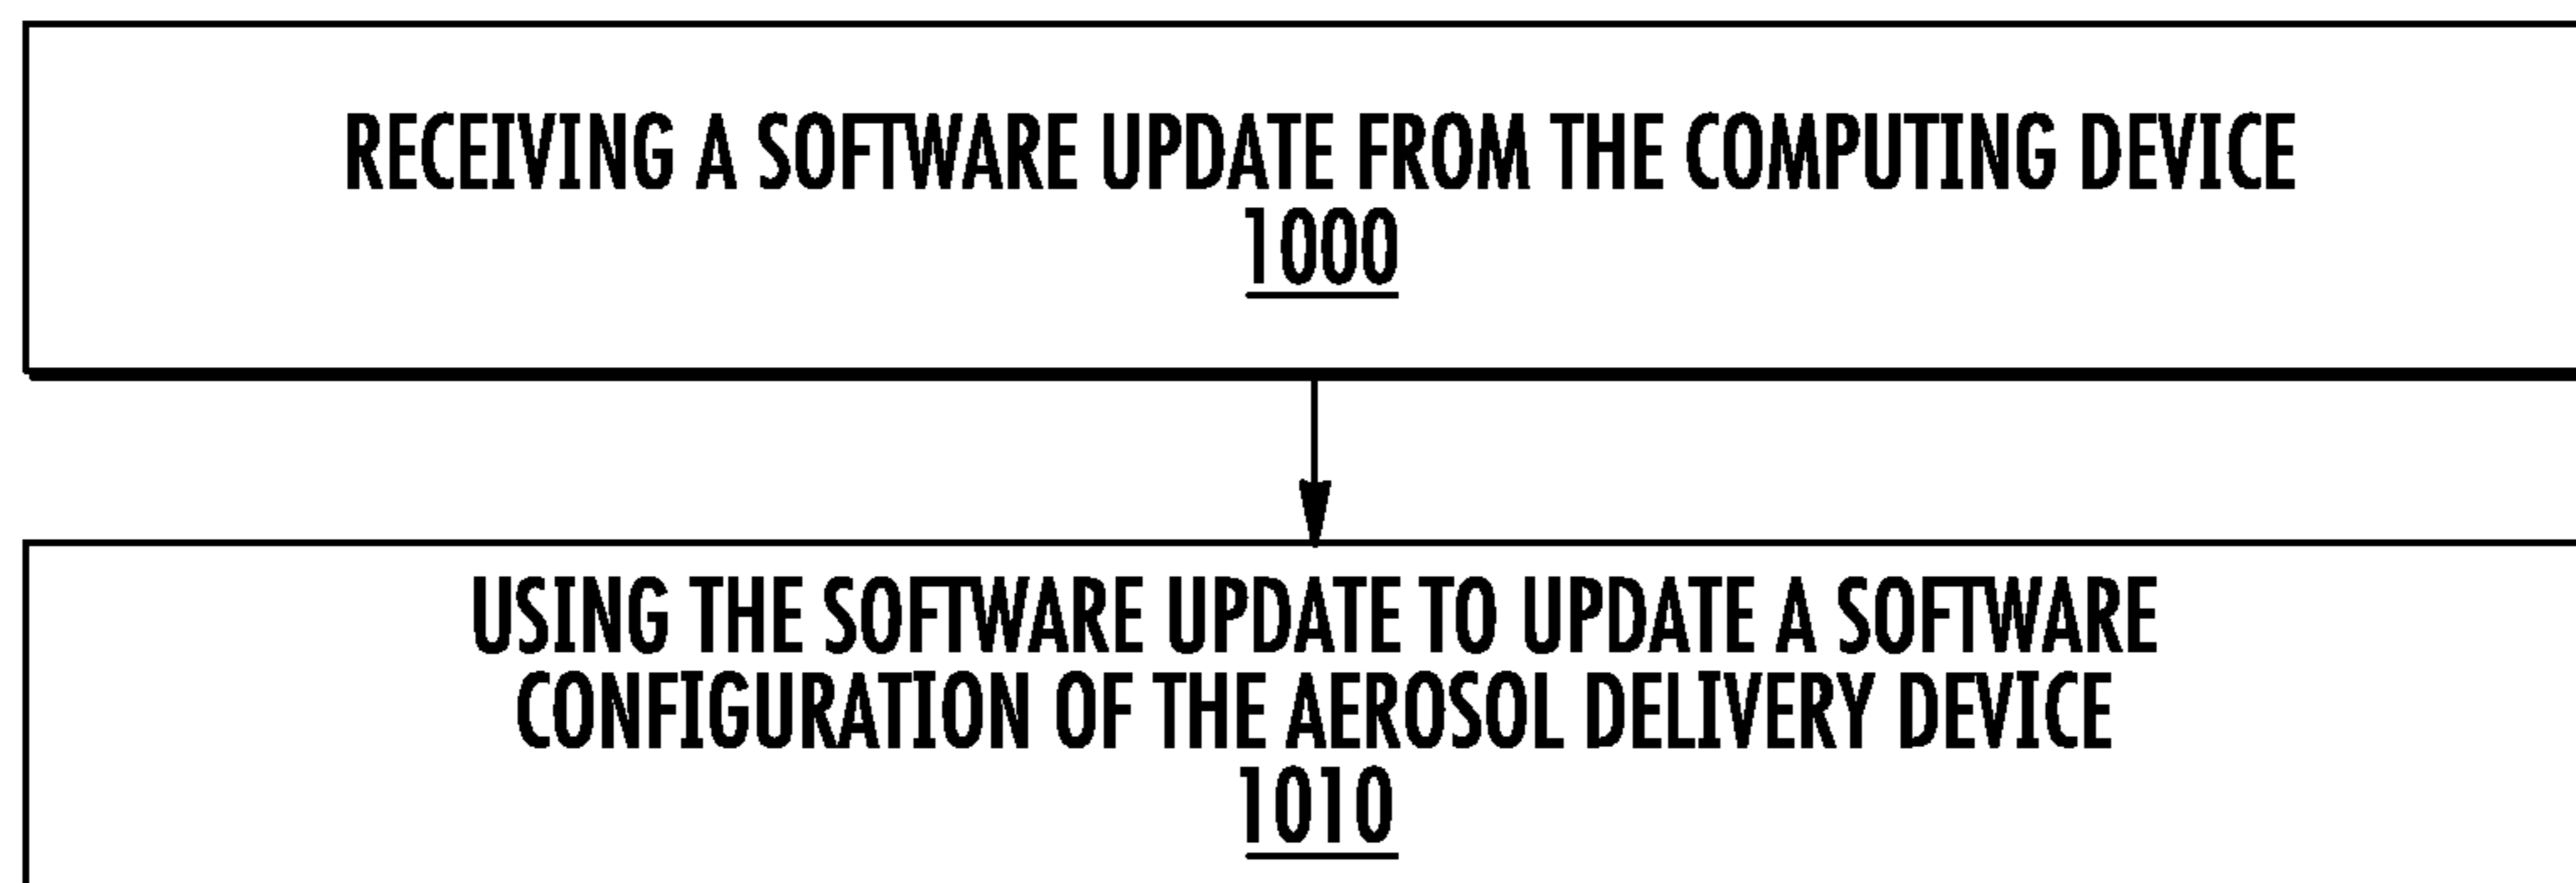 RECEIVING A SOFTWARE UPDATE FROM THE COMPUTING DEVICE
1000
USING THE SOFTWARE UPDATE TO UPDATE A SOFTWARE
CONFIGURATION OF THE AEROSOL DELIVERY DEVICE
1010